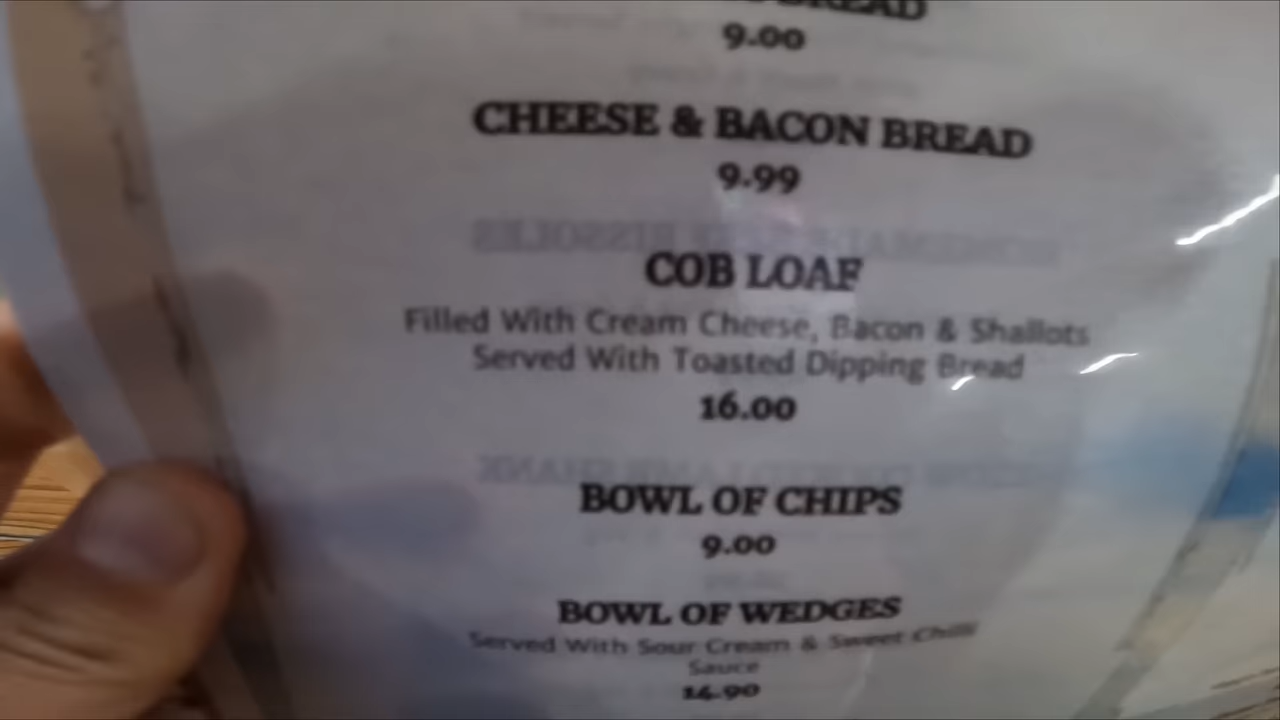 BREAD
9.00
CHEESE & BACON BREAD
9.99
COB LOAF
Filled With Cream Cheese, Bacon & Shallots
Served With Toasted Dipping Bread
16.00
BOWL OF CHIPS
9.00
BOWL OF WEDGES
Served With Sour Cream & Sweet Chilli
Sauce
14.90